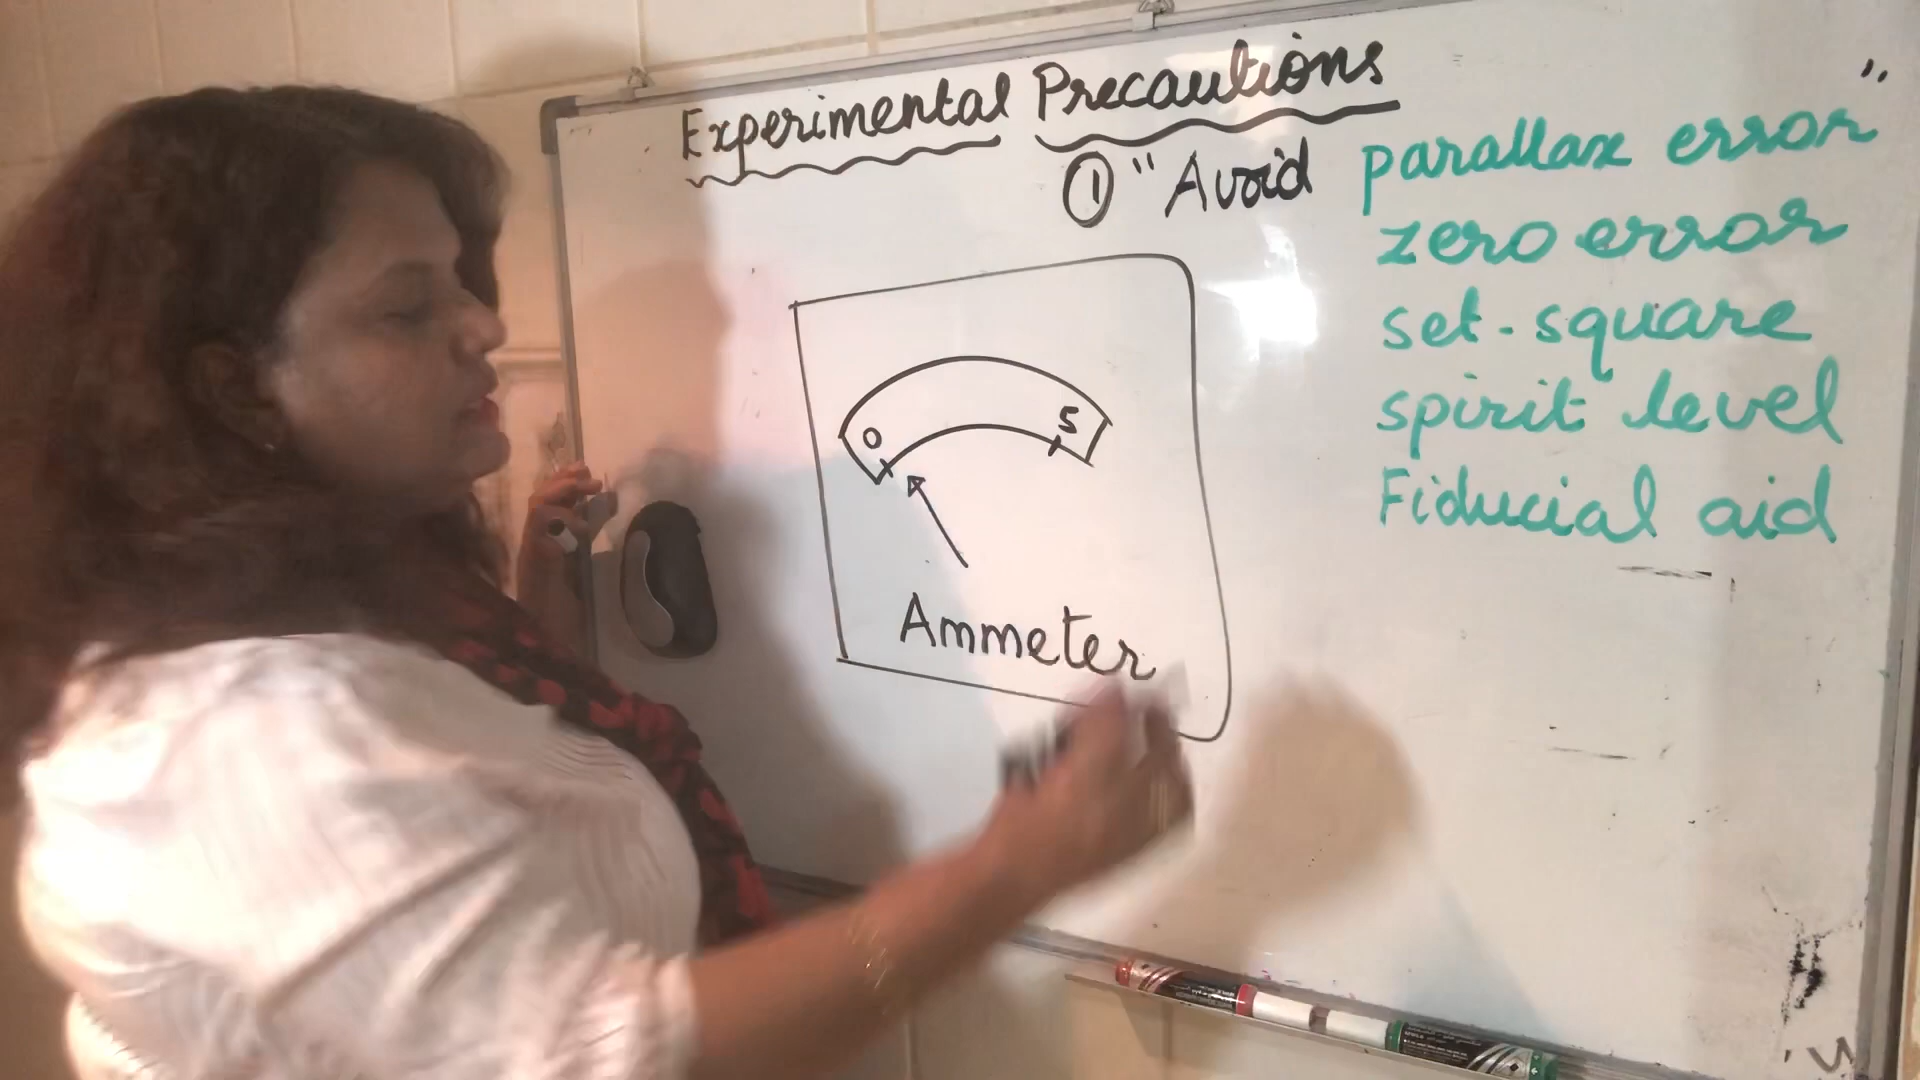 Experimental Precautions
① "Avoid parallax error"
zero error
set-square
spirit level
Fiducial aid
0 5
Ammeter